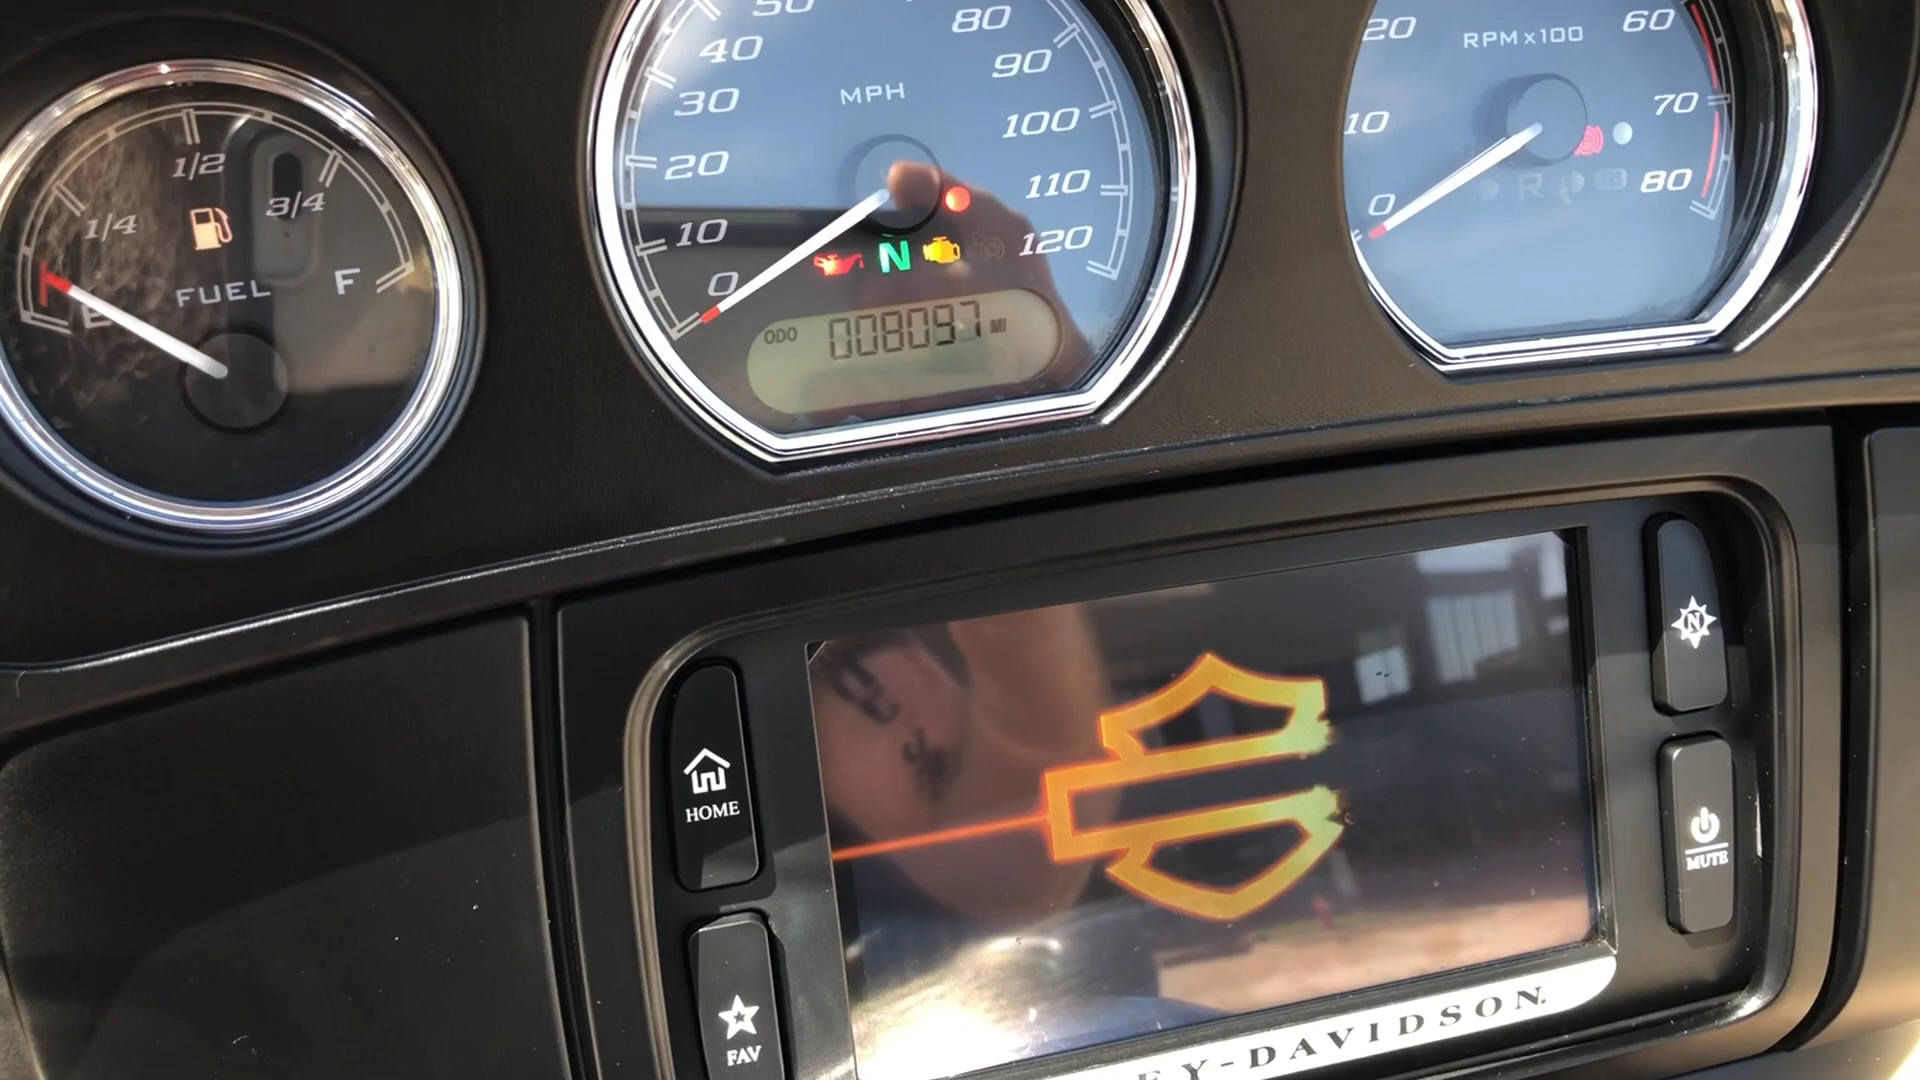 1/4
1/2
3/4
E
FUEL
F
0
10
20
30
40
50
80
90
100
110
120
MPH
N
ODO 008097 MI
0
10
20
60
70
80
RPM x100
R
HOME
FAV
N
MUTE
EY-DAVIDSON.